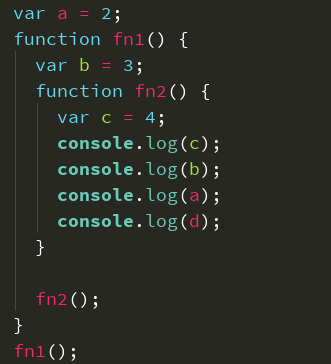 var a = 2;
function fn1() {
  var b = 3;
  function fn2() {
    var c = 4;
    console.log(c);
    console.log(b);
    console.log(a);
    console.log(d);
  }

  fn2();
}
fn1();